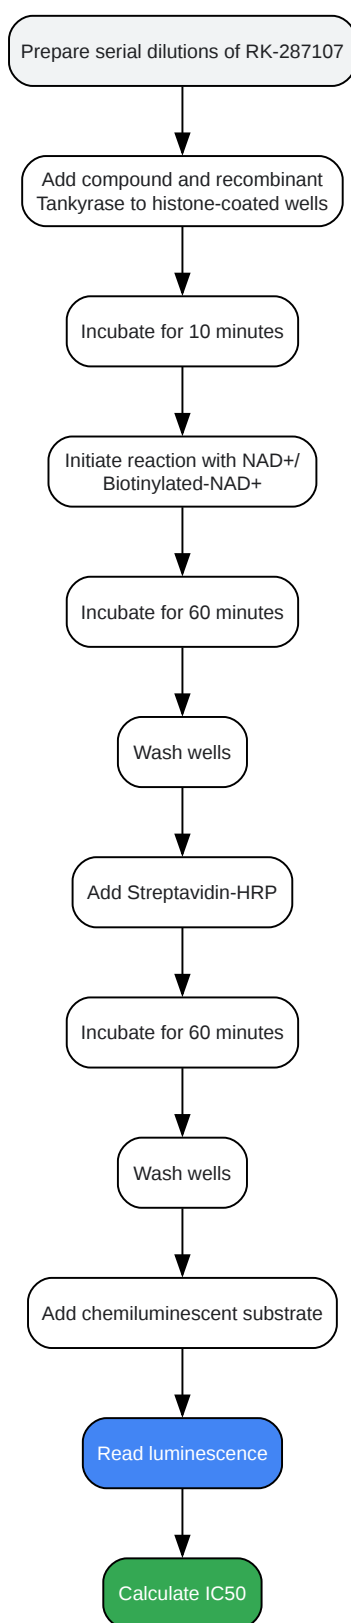 Prepare serial dilutions of RK-287107
Add compound and recombinant
Tankyrase to histone-coated wells
Incubate for 10 minutes
Initiate reaction with NAD+/
Biotinylated-NAD+
Incubate for 60 minutes
Wash wells
Add Streptavidin-HRP
Incubate for 60 minutes
Wash wells
Add chemiluminescent substrate
Read luminescence
Calculate IC50